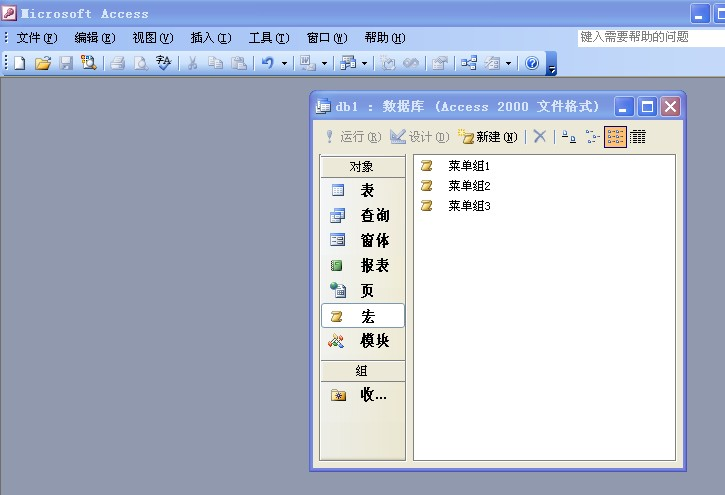 Microsoft Access
文件(F) 编辑(E) 视图(V) 插入(I) 工具(T) 窗口(W) 帮助(H)
键入需要帮助的问题
db1 : 数据库 (Access 2000 文件格式)
运行(R) 设计(D) 新建(N)
对象
表
查询
窗体
报表
页
宏
模块
组
收...
菜单组1
菜单组2
菜单组3